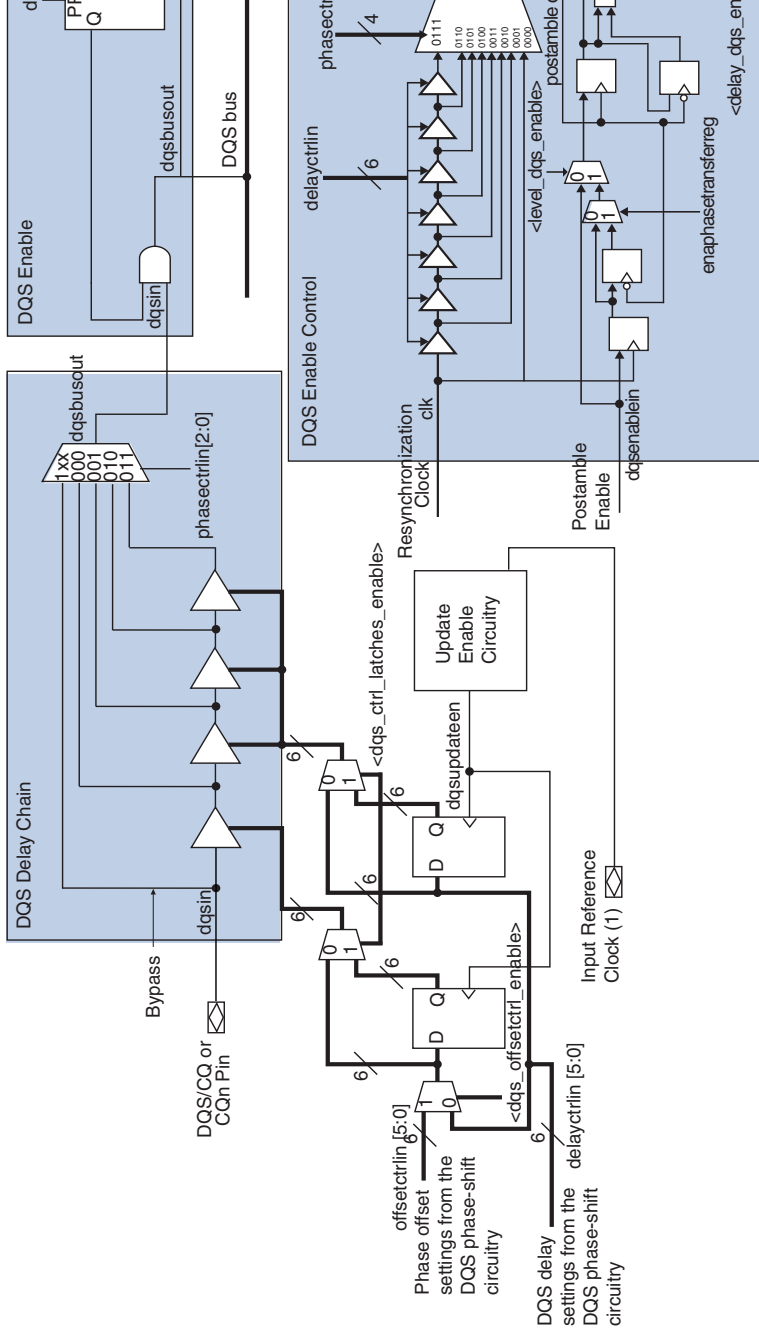 DQS Delay Chain
Bypass
dqsin
DQS/CQ or
CQn Pin
1xx
000
001
010
011
dqsbusout
phasectrlin[2:0]
DQS Enable
dqsin
dqsbusout
DQS bus
PR
Q
d
DQS Enable Control
Resynchronization
Clock
clk
delayctrlin
6
phasectr
4
0111
0110
0101
0100
0011
0010
0001
0000
<level_dqs_enable>
postamble c
0
1
0
1
enaphasetransferreg
<delay_dqs_en
Postamble
Enable
dqsenablein
6
6
0
1
0
1
<dqs_ctrl_latches_enable>
6
6
6
6
D
Q
D
Q
dqsupdateen
Update
Enable
Circuitry
Input Reference
Clock (1)
<dqs_offsetctrl_enable>
1
0
offsetctrlin [5:0]
6
Phase offset
settings from the
DQS phase-shift
circuitry
6
delayctrlin [5:0]
DQS delay
settings from the
DQS phase-shift
circuitry